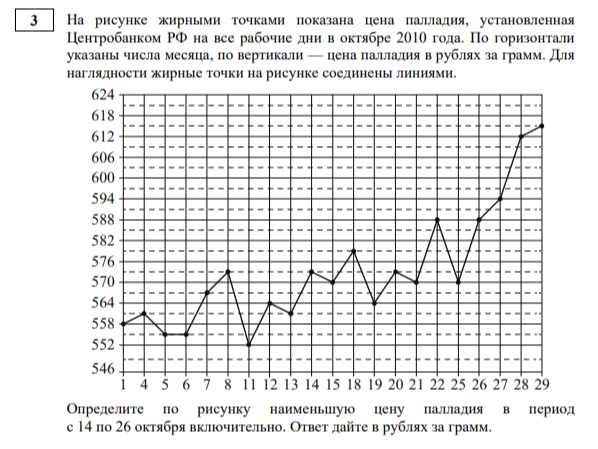 3
На рисунке жирными точками показана цена палладия, установленная
Центробанком РФ на все рабочие дни в октябре 2010 года. По горизонтали
указаны числа месяца, по вертикали — цена палладия в рублях за грамм. Для
наглядности жирные точки на рисунке соединены линиями.
624
618
612
606
600
594
588
582
576
570
564
558
552
546
1 4 5 6 7 8 11 12 13 14 15 18 19 20 21 22 25 26 27 28 29
Определите по рисунку наименьшую цену палладия в период
с 14 по 26 октября включительно. Ответ дайте в рублях за грамм.